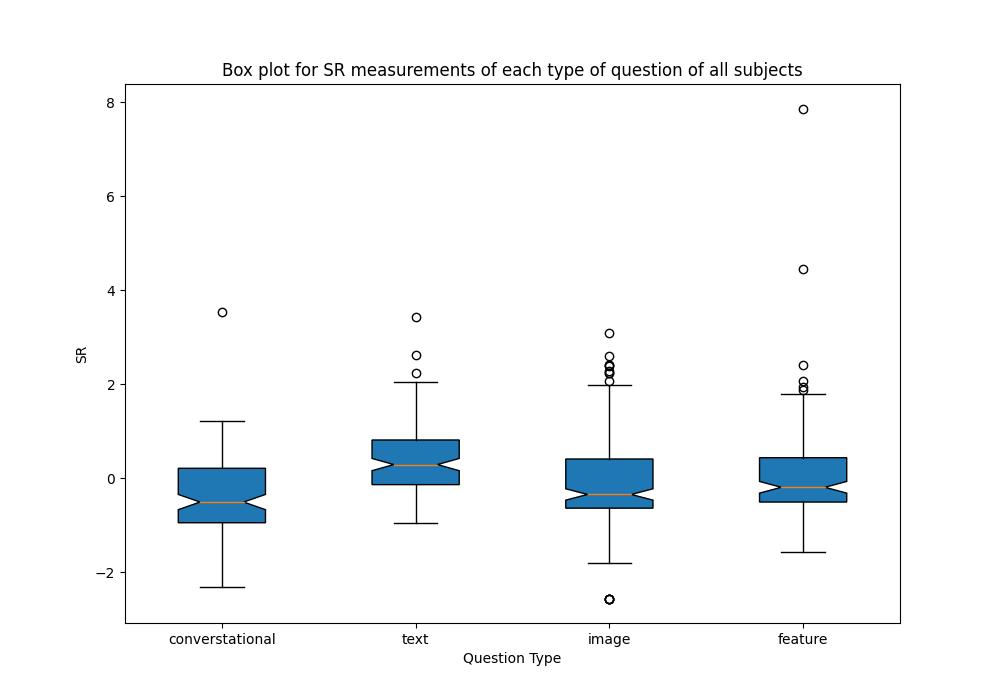 Box plot for SR measurements of each type of question of all subjects
8
6
4
2
0
−2
SR
converstational text image feature
Question Type